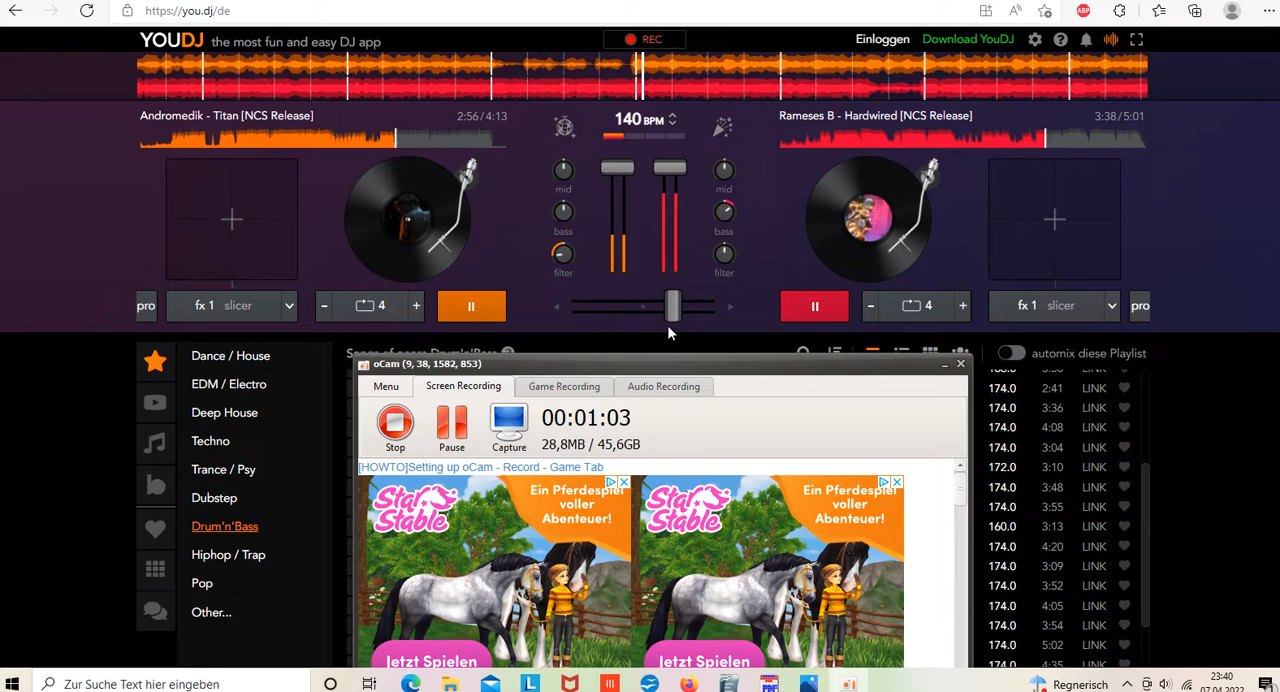 https://you.dj/de
YOUDJ the most fun and easy DJ app
REC
Einloggen
Download YouDJ
Andromedik - Titan [NCS Release]
2:56 / 4:13
140 BPM
Rameses B - Hardwired [NCS Release]
3:38 / 5:01
mid
bass
filter
mid
bass
filter
pro
fx 1 slicer
- 4 +
- 4 +
fx 1 slicer
pro
Dance / House
EDM / Electro
Deep House
Techno
Trance / Psy
Dubstep
Drum'n'Bass
Hiphop / Trap
Pop
Other...
automix diese Playlist
oCam (9, 38, 1582, 853)
Menu
Screen Recording
Game Recording
Audio Recording
Stop
Pause
Capture
00:01:03
28,8MB / 45,6GB
[HOWTO]Setting up oCam - Record - Game Tab
Star Stable
Ein Pferdespiel
voller
Abenteuer!
Jetzt Spielen
Star Stable
Ein Pferdespiel
voller
Abenteuer!
Jetzt Spielen
174.0 2:41 LINK
174.0 3:36 LINK
174.0 4:08 LINK
174.0 3:04 LINK
172.0 3:10 LINK
174.0 3:48 LINK
174.0 3:55 LINK
160.0 3:13 LINK
174.0 4:20 LINK
174.0 3:09 LINK
174.0 3:52 LINK
174.0 4:05 LINK
174.0 3:54 LINK
174.0 5:02 LINK
174.0 4:35 LINK
Zur Suche Text hier eingeben
Regnerisch
23:40
07.04.2022